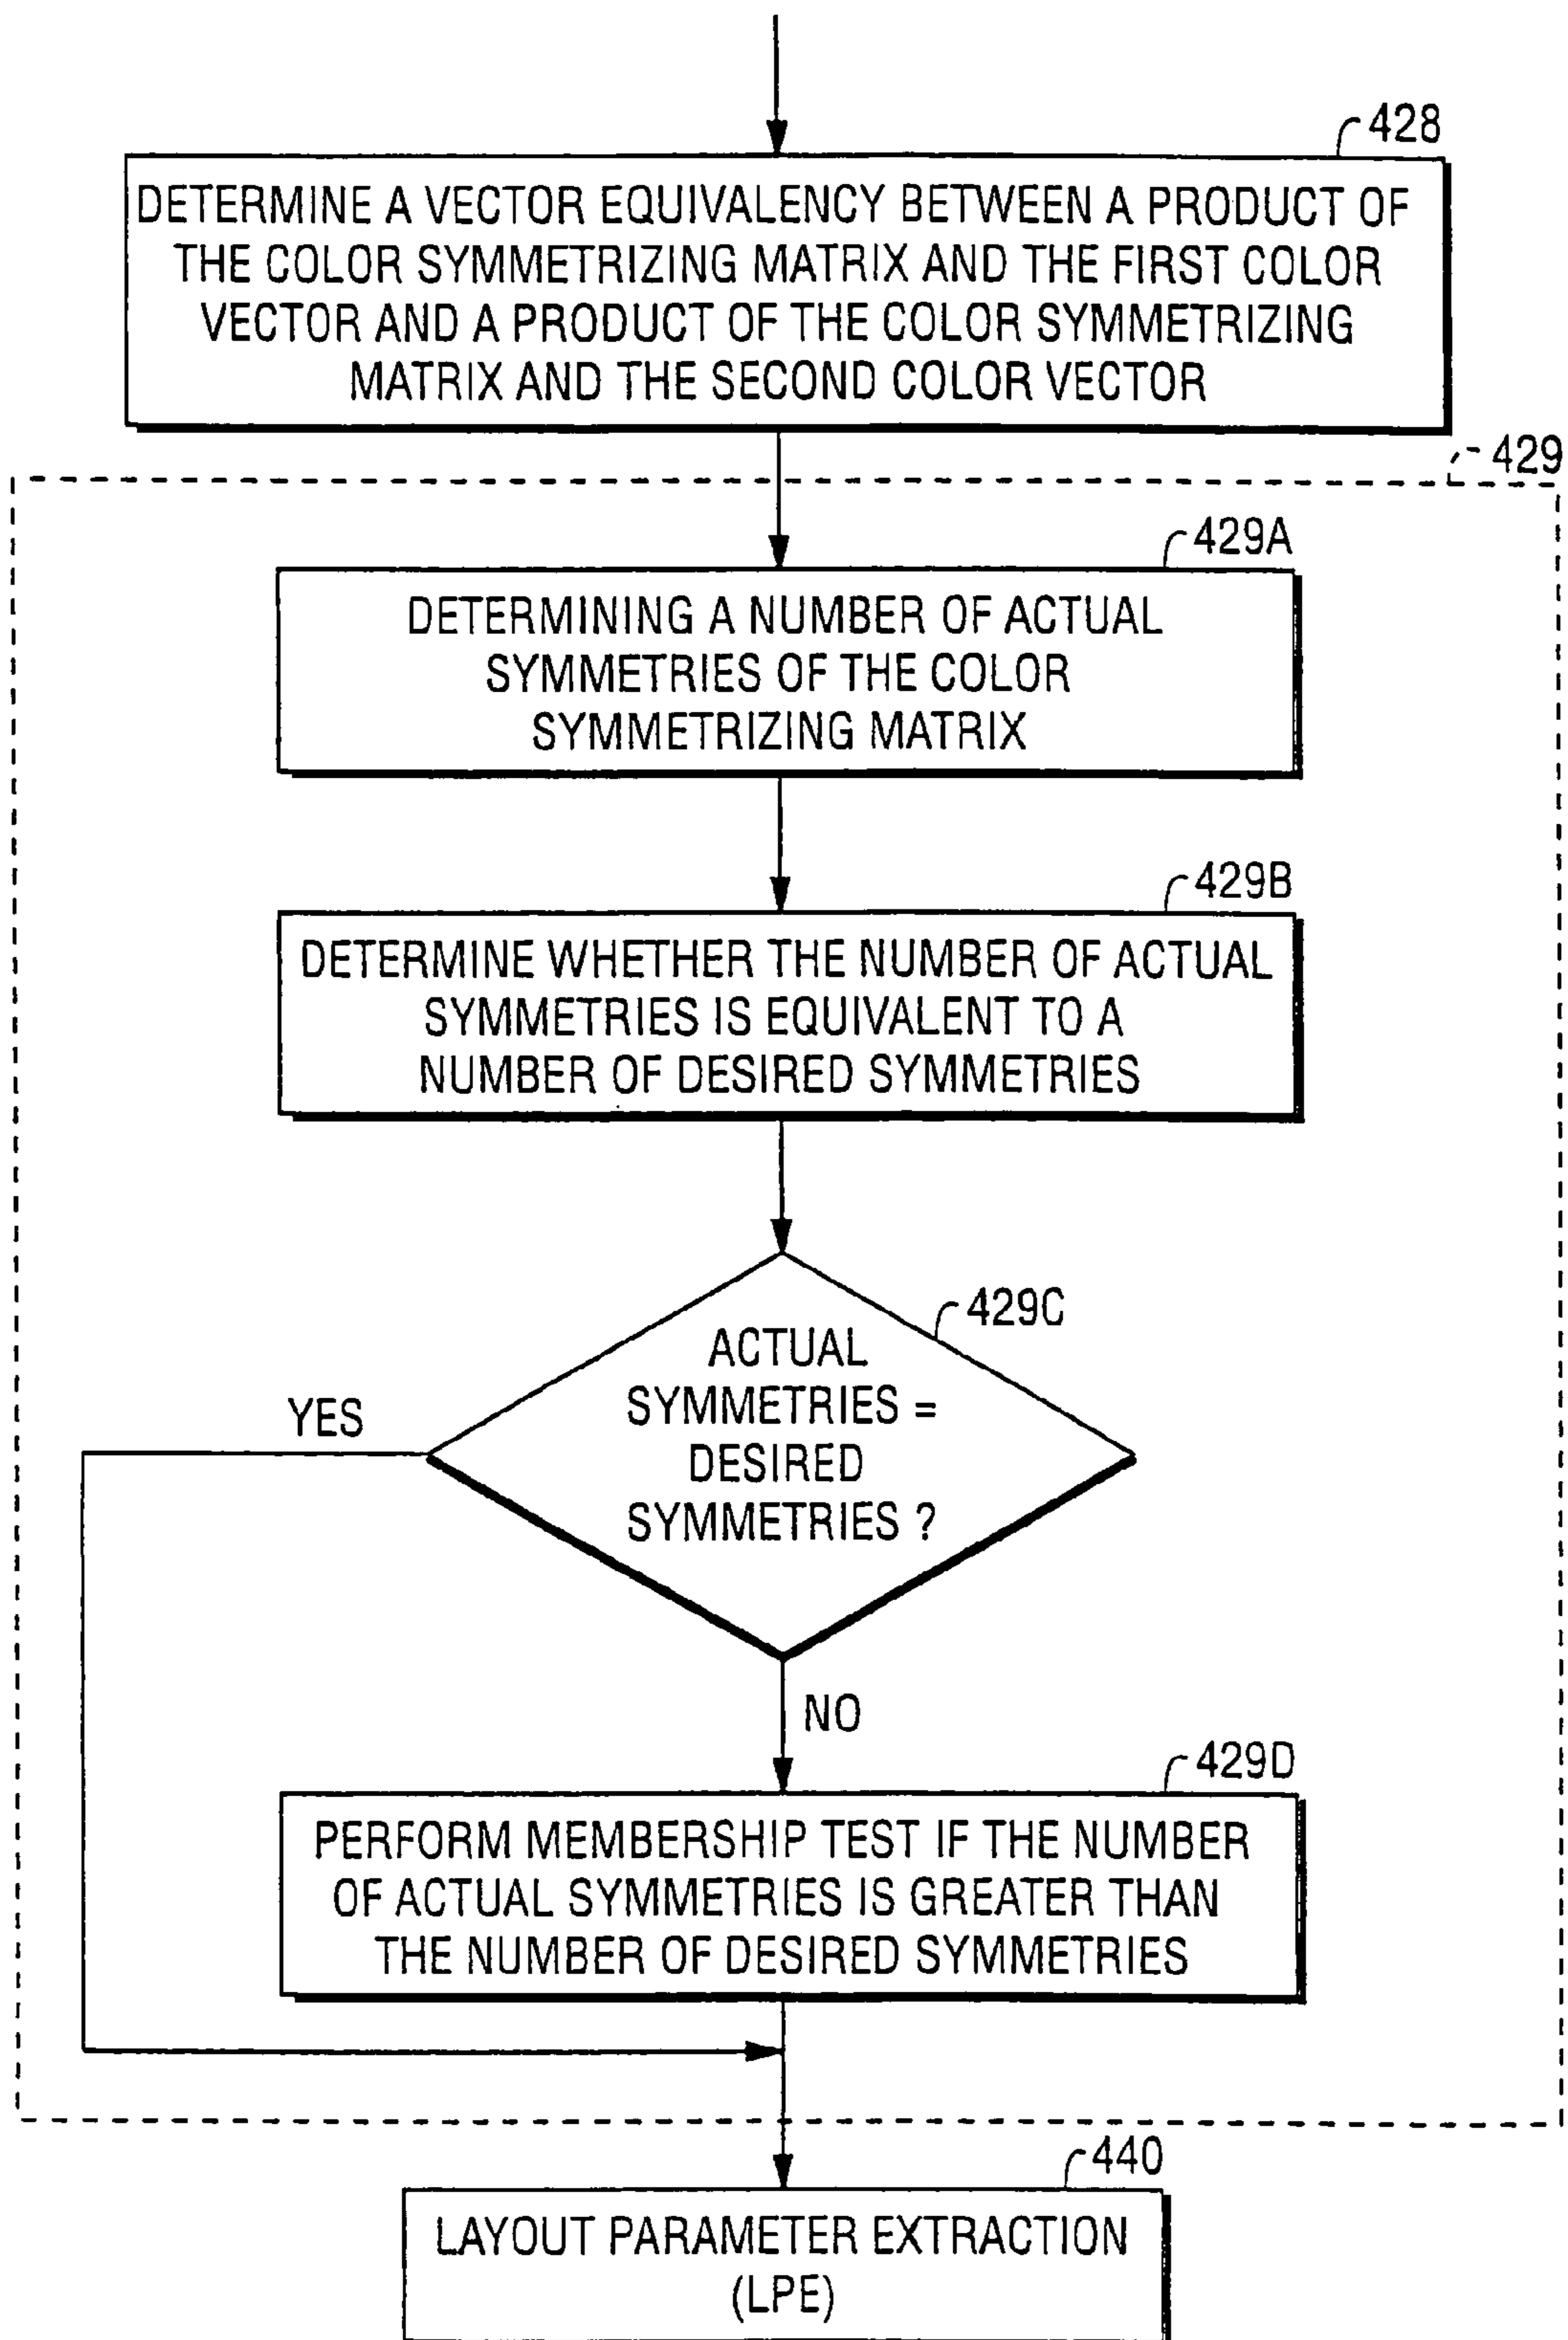 428
DETERMINE A VECTOR EQUIVALENCY BETWEEN A PRODUCT OF
THE COLOR SYMMETRIZING MATRIX AND THE FIRST COLOR
VECTOR AND A PRODUCT OF THE COLOR SYMMETRIZING
MATRIX AND THE SECOND COLOR VECTOR
429
429A
DETERMINING A NUMBER OF ACTUAL
SYMMETRIES OF THE COLOR
SYMMETRIZING MATRIX
429B
DETERMINE WHETHER THE NUMBER OF ACTUAL
SYMMETRIES IS EQUIVALENT TO A
NUMBER OF DESIRED SYMMETRIES
429C
ACTUAL
SYMMETRIES =
DESIRED
SYMMETRIES ?
YES
NO
429D
PERFORM MEMBERSHIP TEST IF THE NUMBER
OF ACTUAL SYMMETRIES IS GREATER THAN
THE NUMBER OF DESIRED SYMMETRIES
440
LAYOUT PARAMETER EXTRACTION
(LPE)